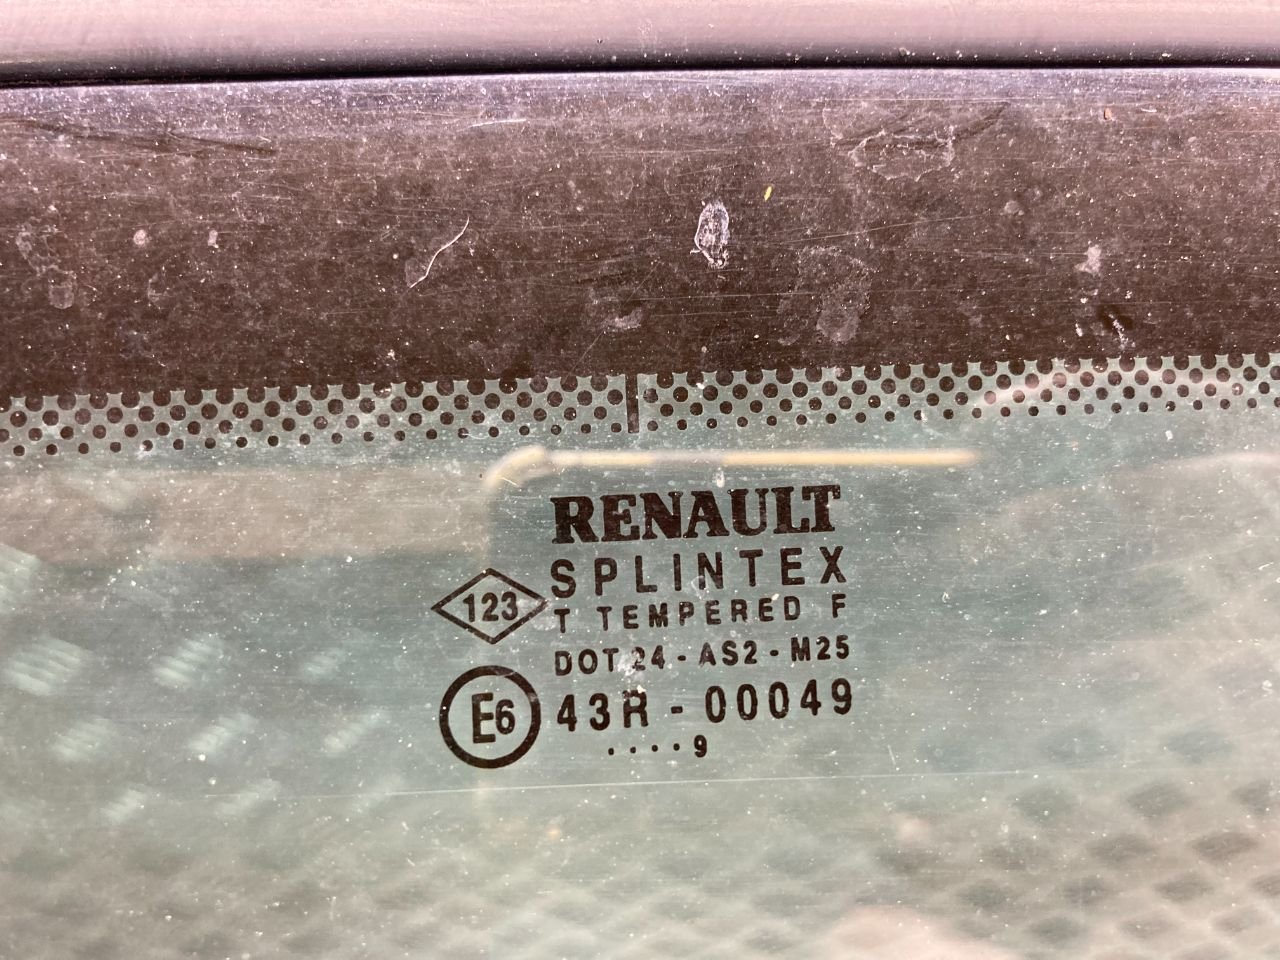 RENAULT
SPLINTEX
123
T TEMPERED F
DOT 24 - AS2 - M25
E6
43R - 00049
.... 9